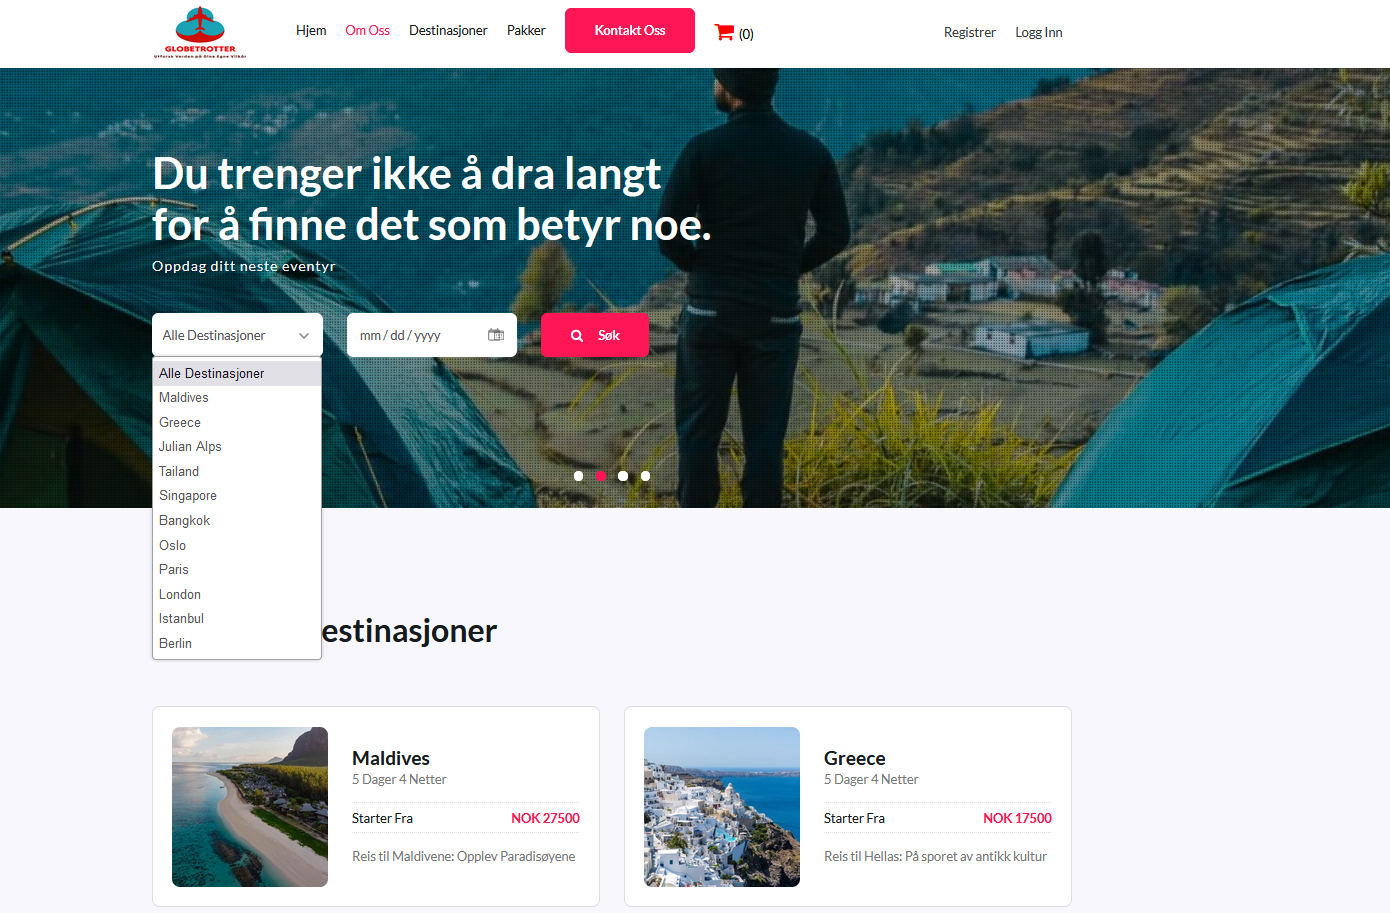 GLOBETROTTER
Utforsk Verden på Dine Egne Vilkår
Hjem
Om Oss
Destinasjoner
Pakker
Kontakt Oss
(0)
Registrer
Logg Inn
Du trenger ikke å dra langt
for å finne det som betyr noe.
Oppdag ditt neste eventyr
Alle Destinasjoner
mm / dd / yyyy
Søk
Alle Destinasjoner
Maldives
Greece
Julian Alps
Tailand
Singapore
Bangkok
Oslo
Paris
London
Istanbul
Berlin
estinasjoner
Maldives
5 Dager 4 Netter
Starter Fra
NOK 27500
Reis til Maldivene: Opplev Paradisøyene
Greece
5 Dager 4 Netter
Starter Fra
NOK 17500
Reis til Hellas: På sporet av antikk kultur